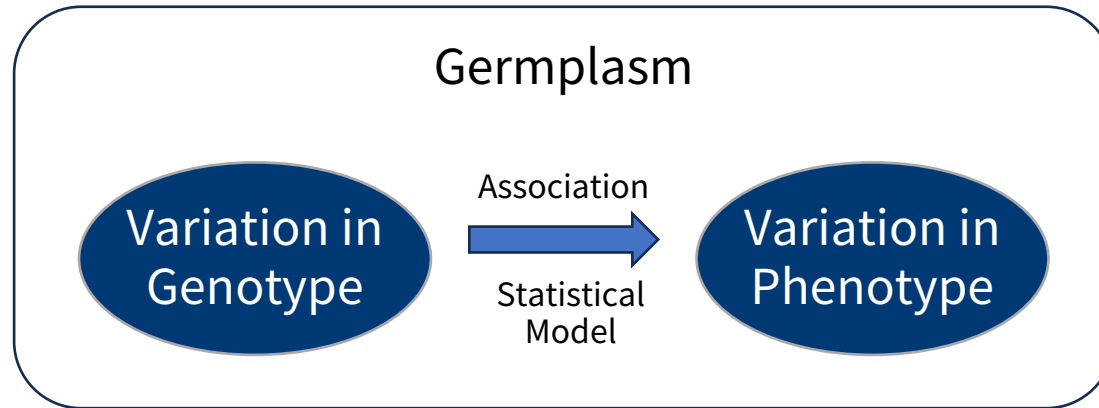 Germplasm
Association
Variation in
Genotype
Variation in
Phenotype
Statistical
Model